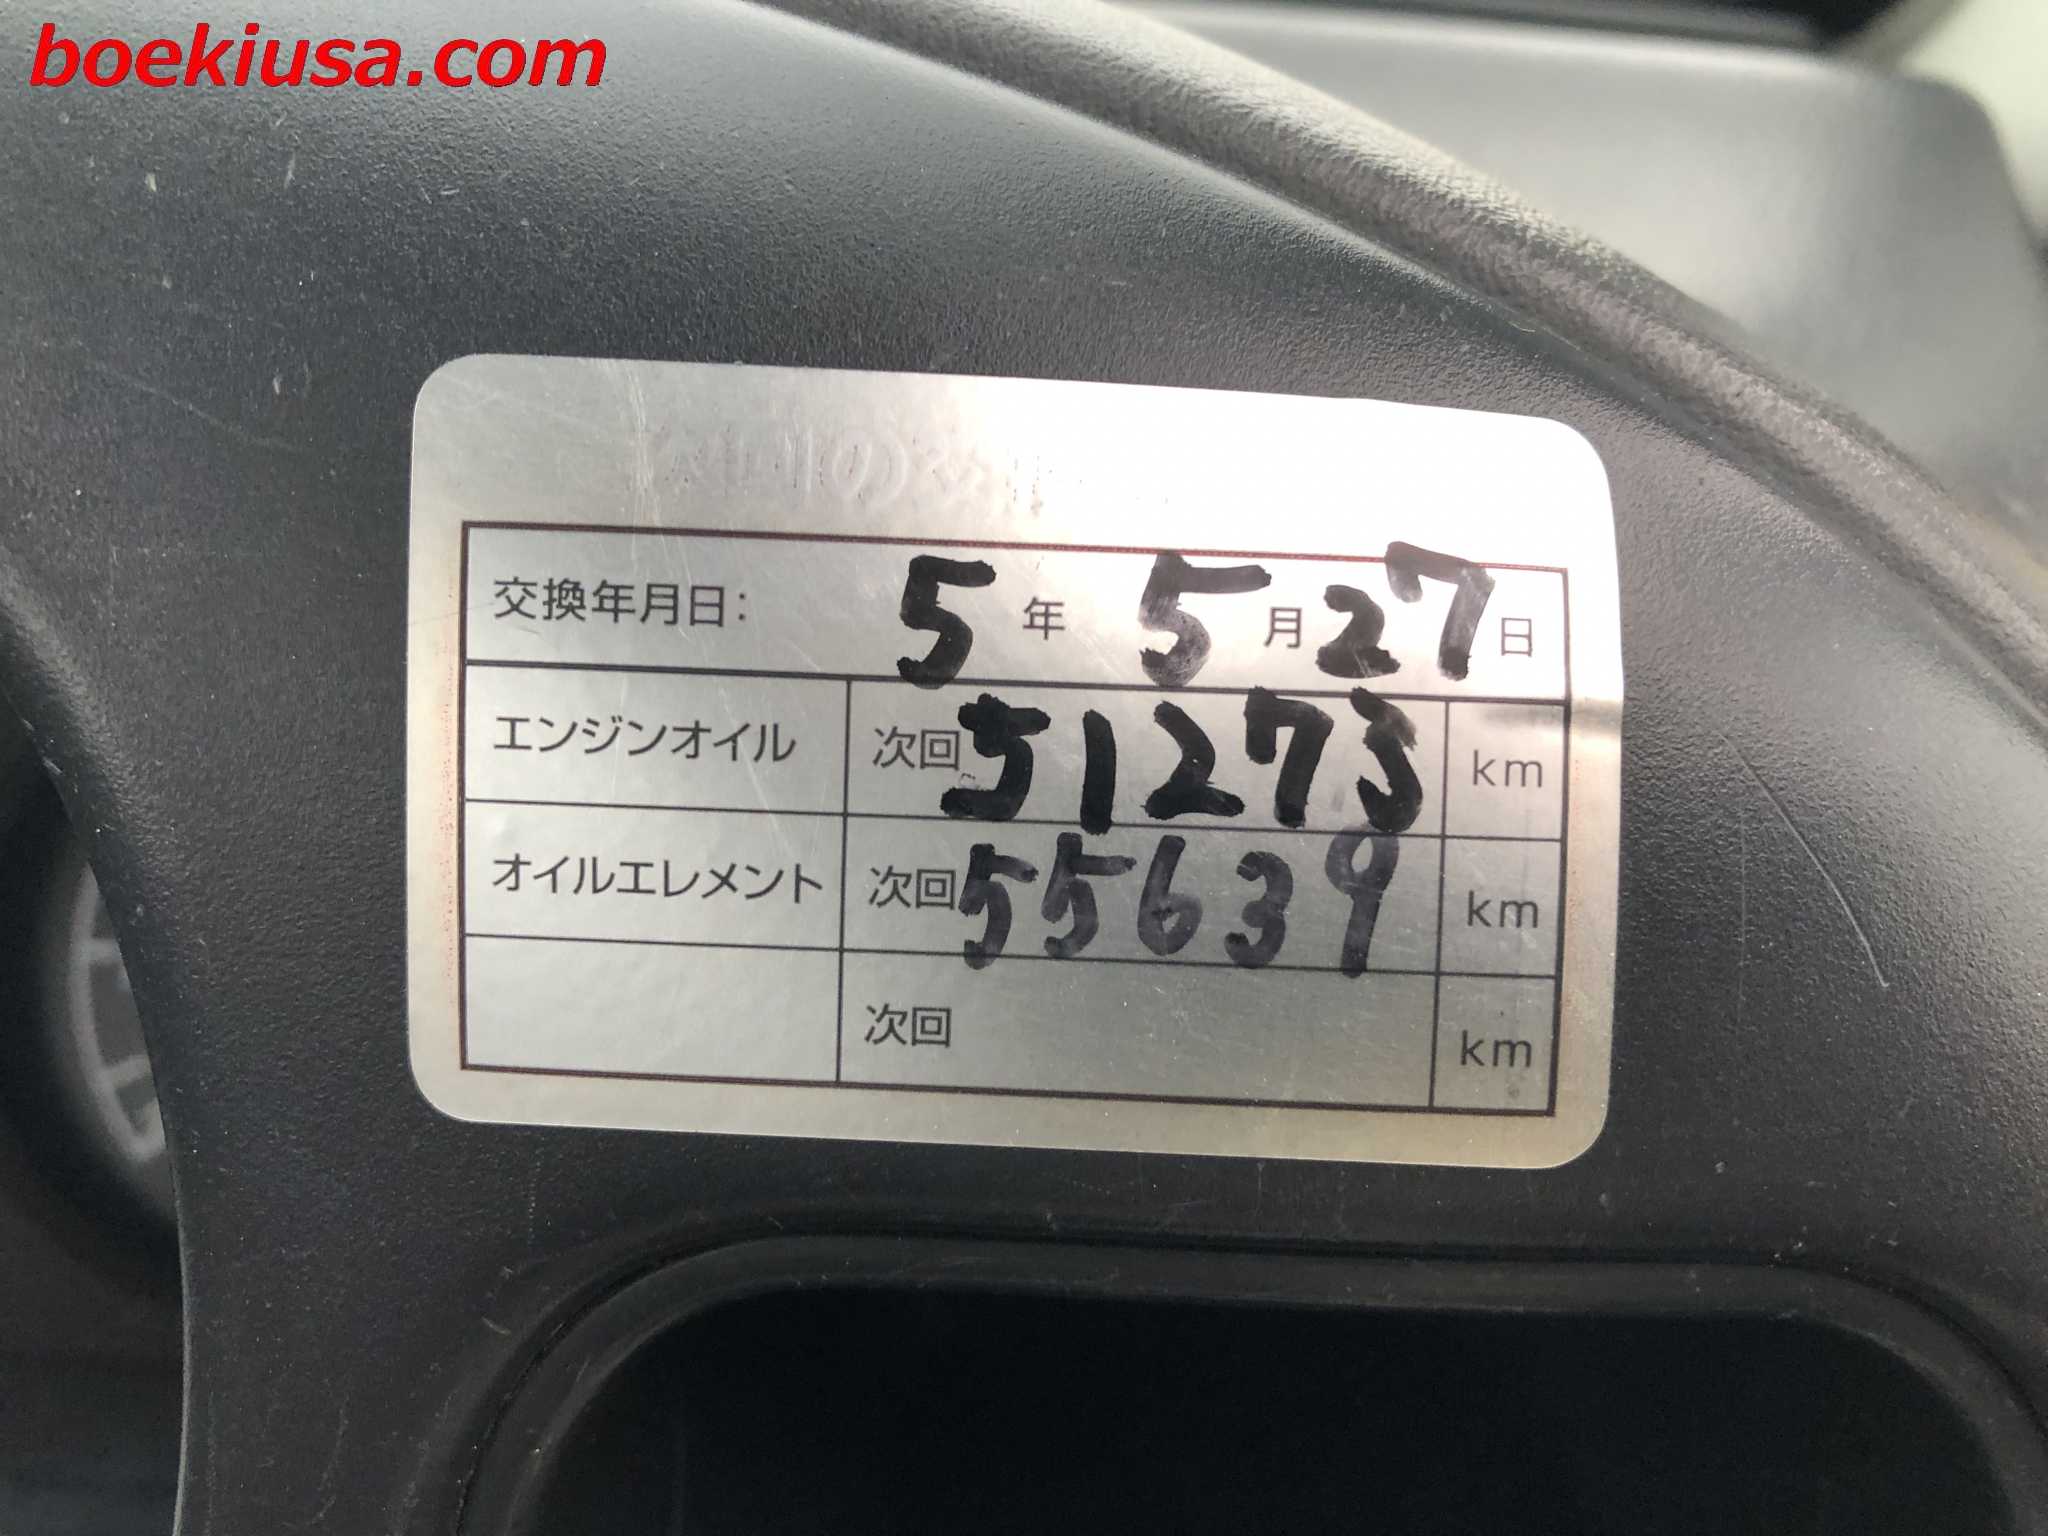 boekiusa.com
交換年月日: 5 年 5 月 27 日
エンジンオイル 次回 51273 km
オイルエレメント 次回 55639 km
次回 km